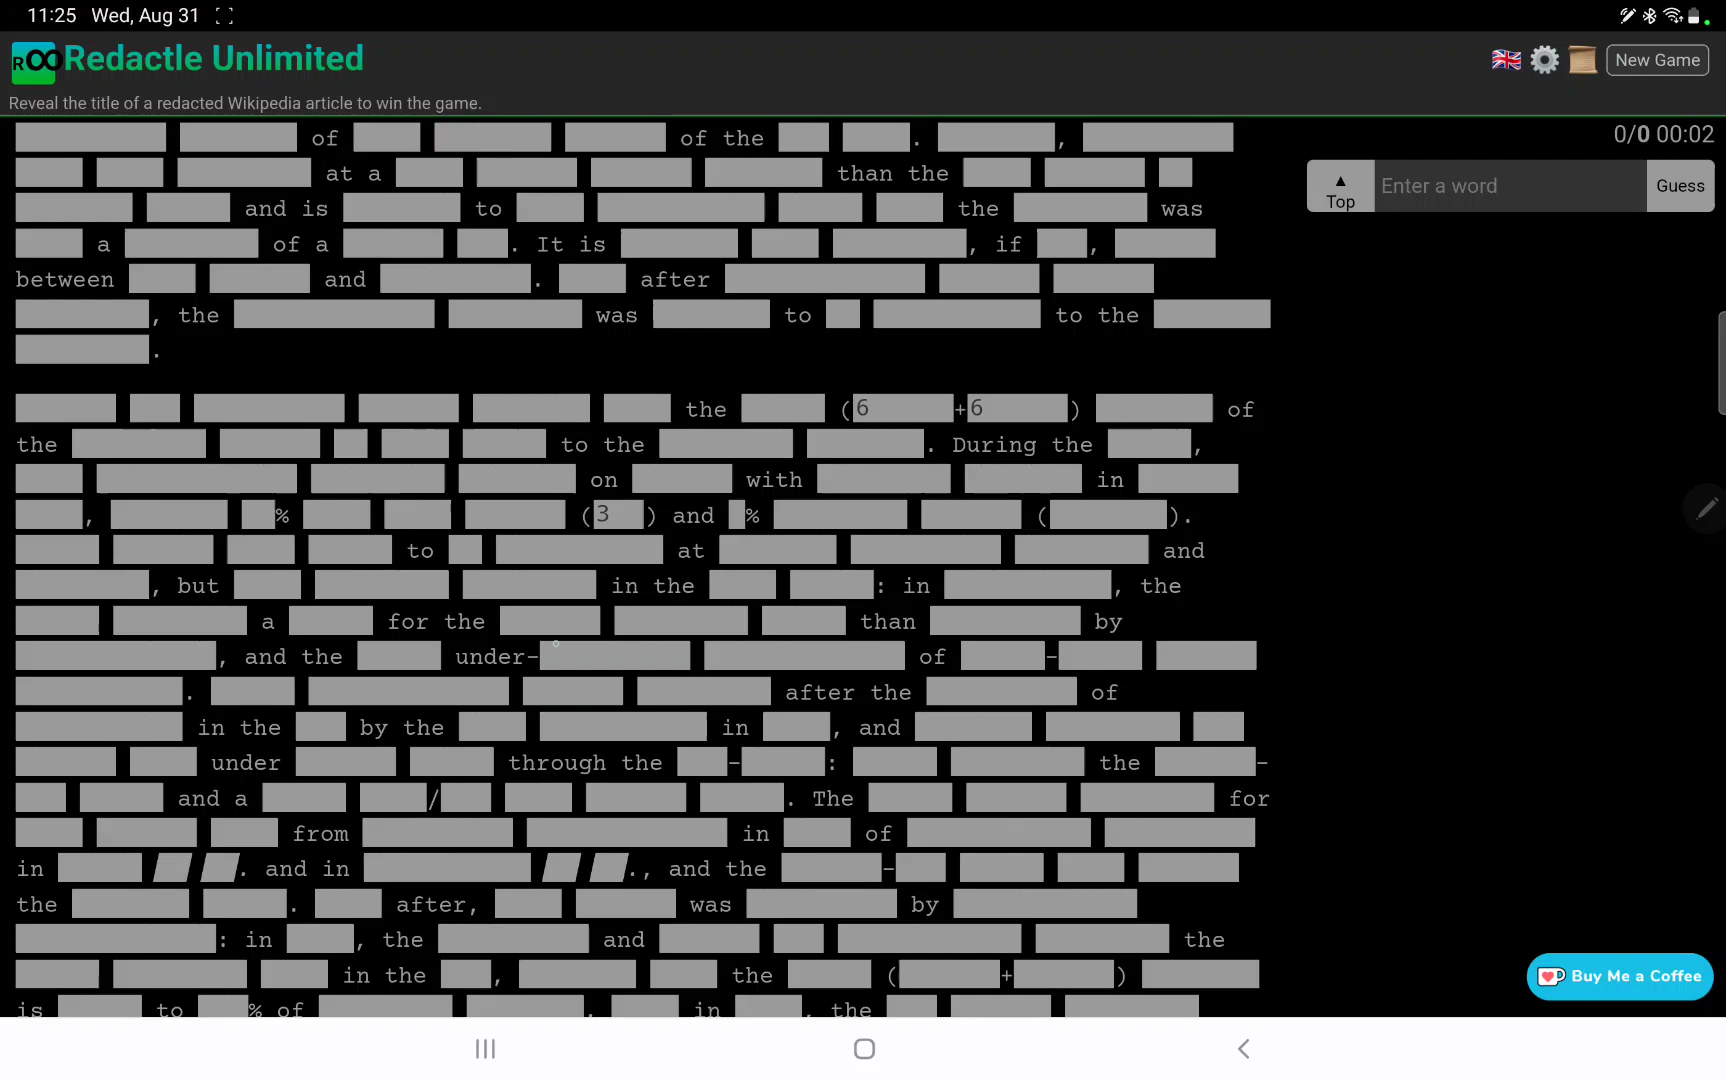 11:25 Wed, Aug 31
R∞ Redactle Unlimited
New Game
Reveal the title of a redacted Wikipedia article to win the game.
0/0 00:02
▲ Top
Enter a word
Guess
of of the . ,
at a than the
and is to the was
a of a . It is , if ,
between and . after
, the was to to the
.
the (6 +6 ) of
the to the . During the ,
on with in
, % (3 ) and % ( ).
to at and
, but in the : in , the
a for the than by
, and the under- of -
. after the of
in the by the in , and
under through the - : the -
and a / . The for
from in of
in . and in ., and the -
the . after, was by
: in , the and the
in the , the ( + )
is to % of . in , the
Buy Me a Coffee